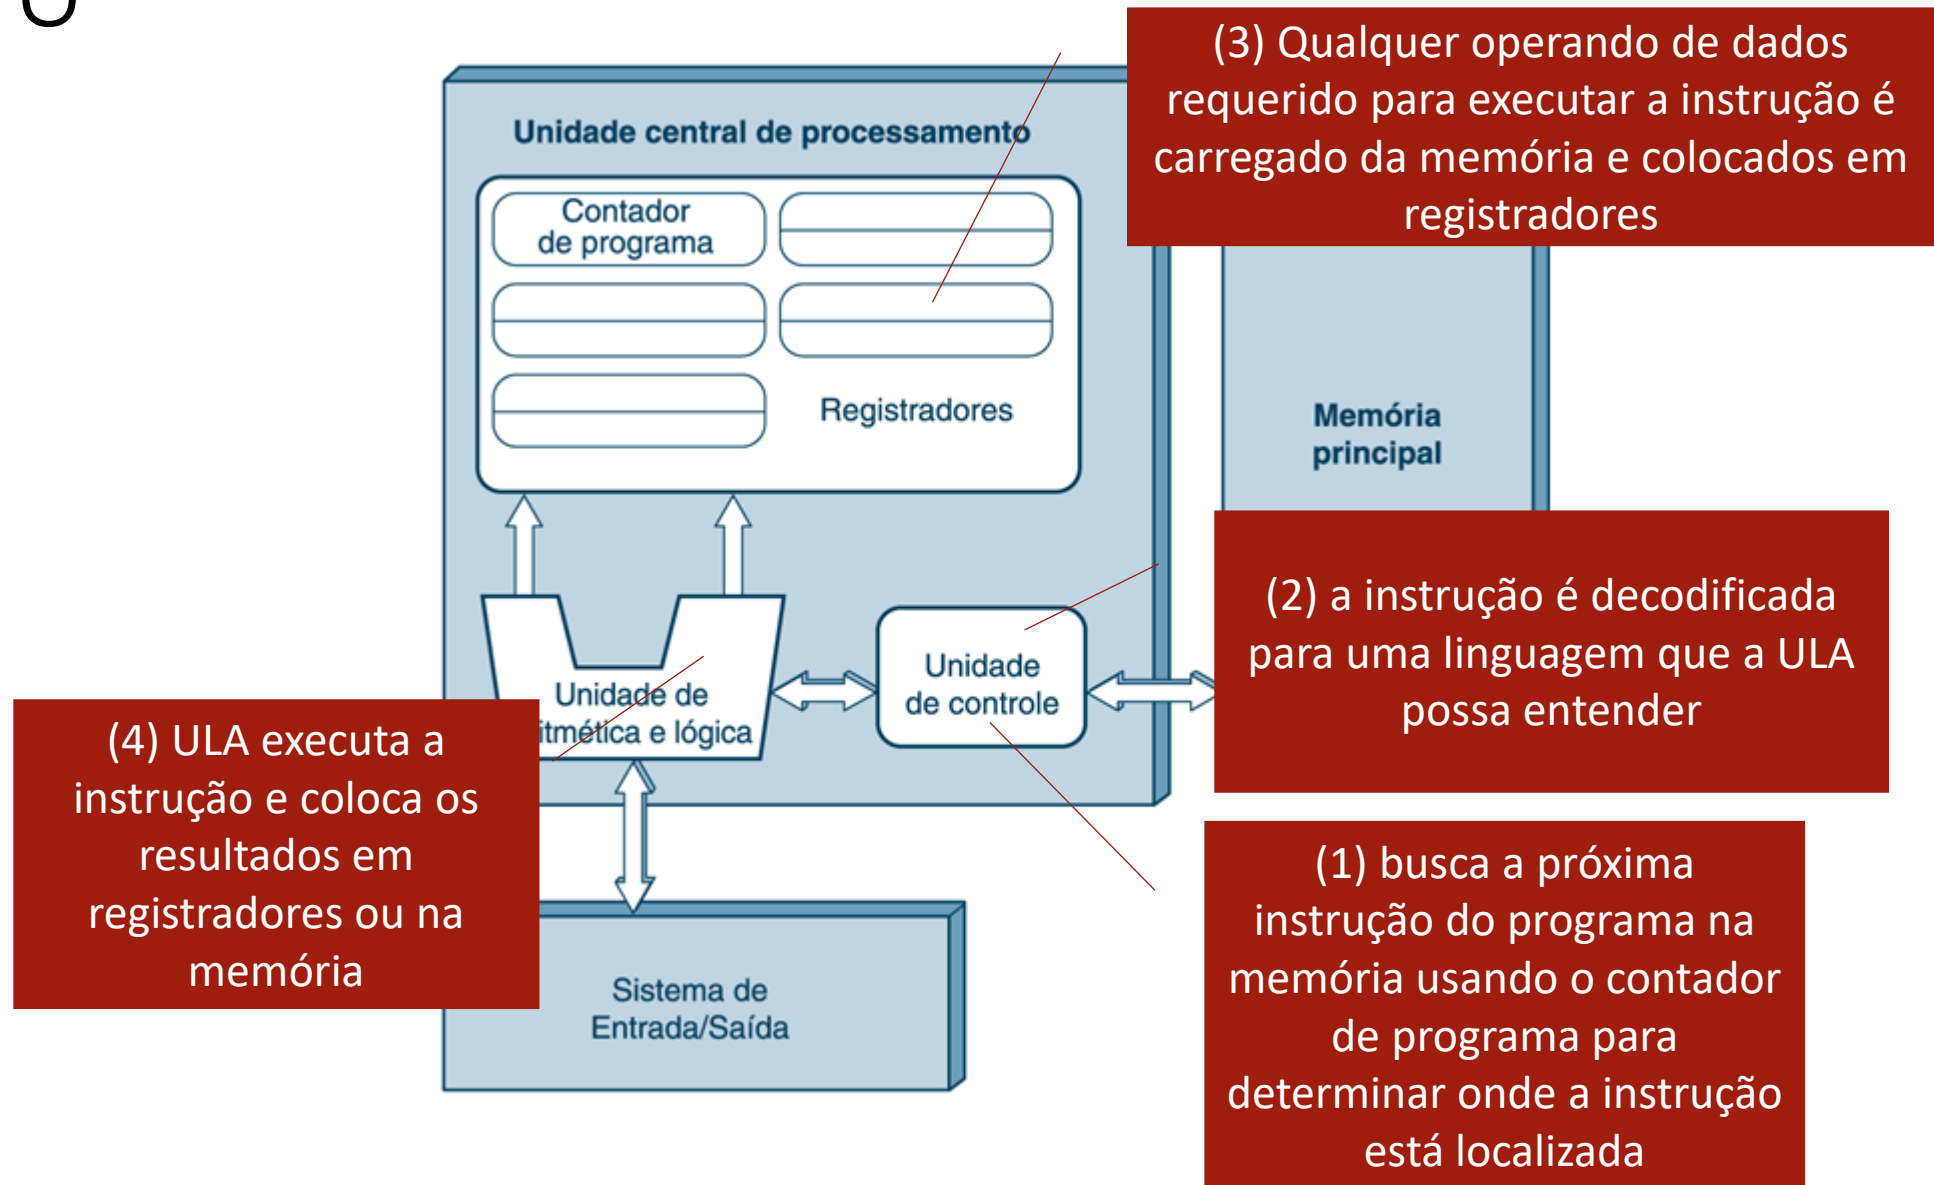 (3) Qualquer operando de dados
requerido para executar a instrução é
carregado da memória e colocados em
registradores
Unidade central de processamento
Contador
de programa
Registradores
Memória
principal
(2) a instrução é decodificada
para uma linguagem que a ULA
possa entender
Unidade
de controle
Unidade de
e lógica
(4) ULA executa a
instrução e coloca os
resultados em
registradores ou na
memória
(1) busca a próxima
instrução do programa na
memória usando o contador
de programa para
determinar onde a instrução
está localizada
Sistema de
Entrada/Saída